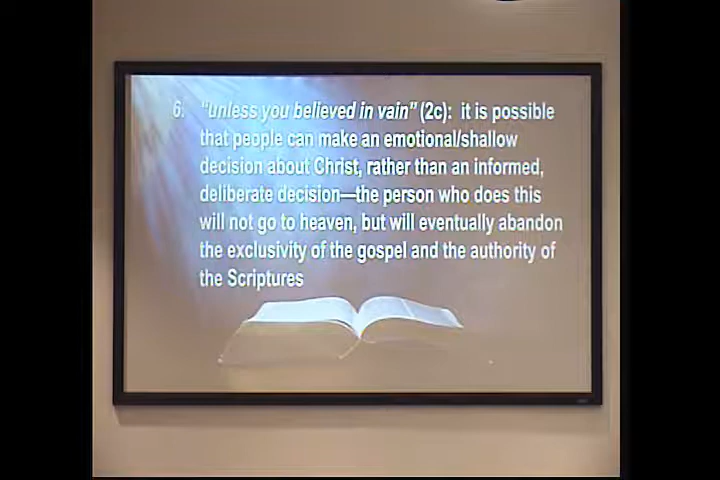 6. "unless you believed in vain" (2c): it is possible
that people can make an emotional/shallow
decision about Christ, rather than an informed,
deliberate decision—the person who does this
will not go to heaven, but will eventually abandon
the exclusivity of the gospel and the authority of
the Scriptures